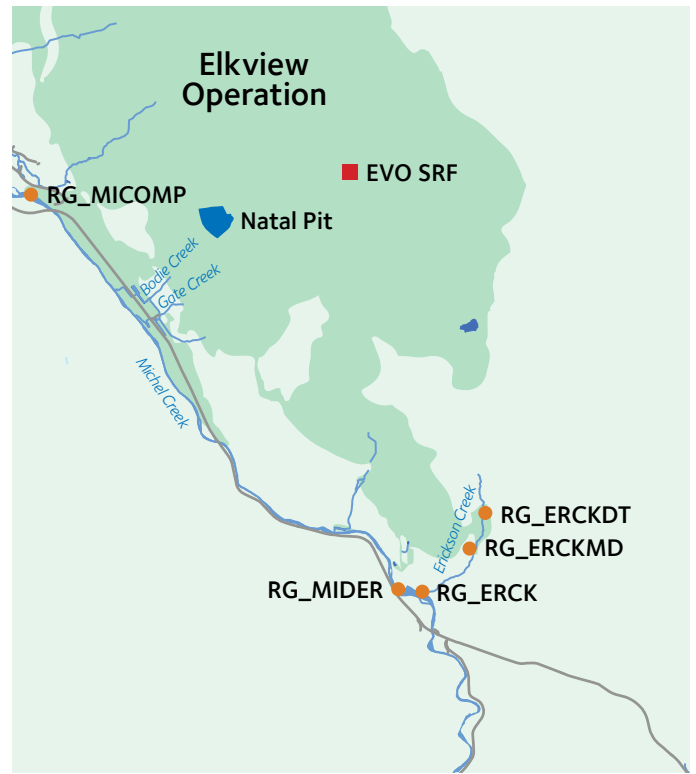 Elkview
Operation
EVO SRF
RG_MICOMP
Natal Pit
Bodie Creek
Gate Creek
Michel Creek
Erickson Creek
RG_ERCKDT
RG_ERCKMD
RG_MIDER
RG_ERCK